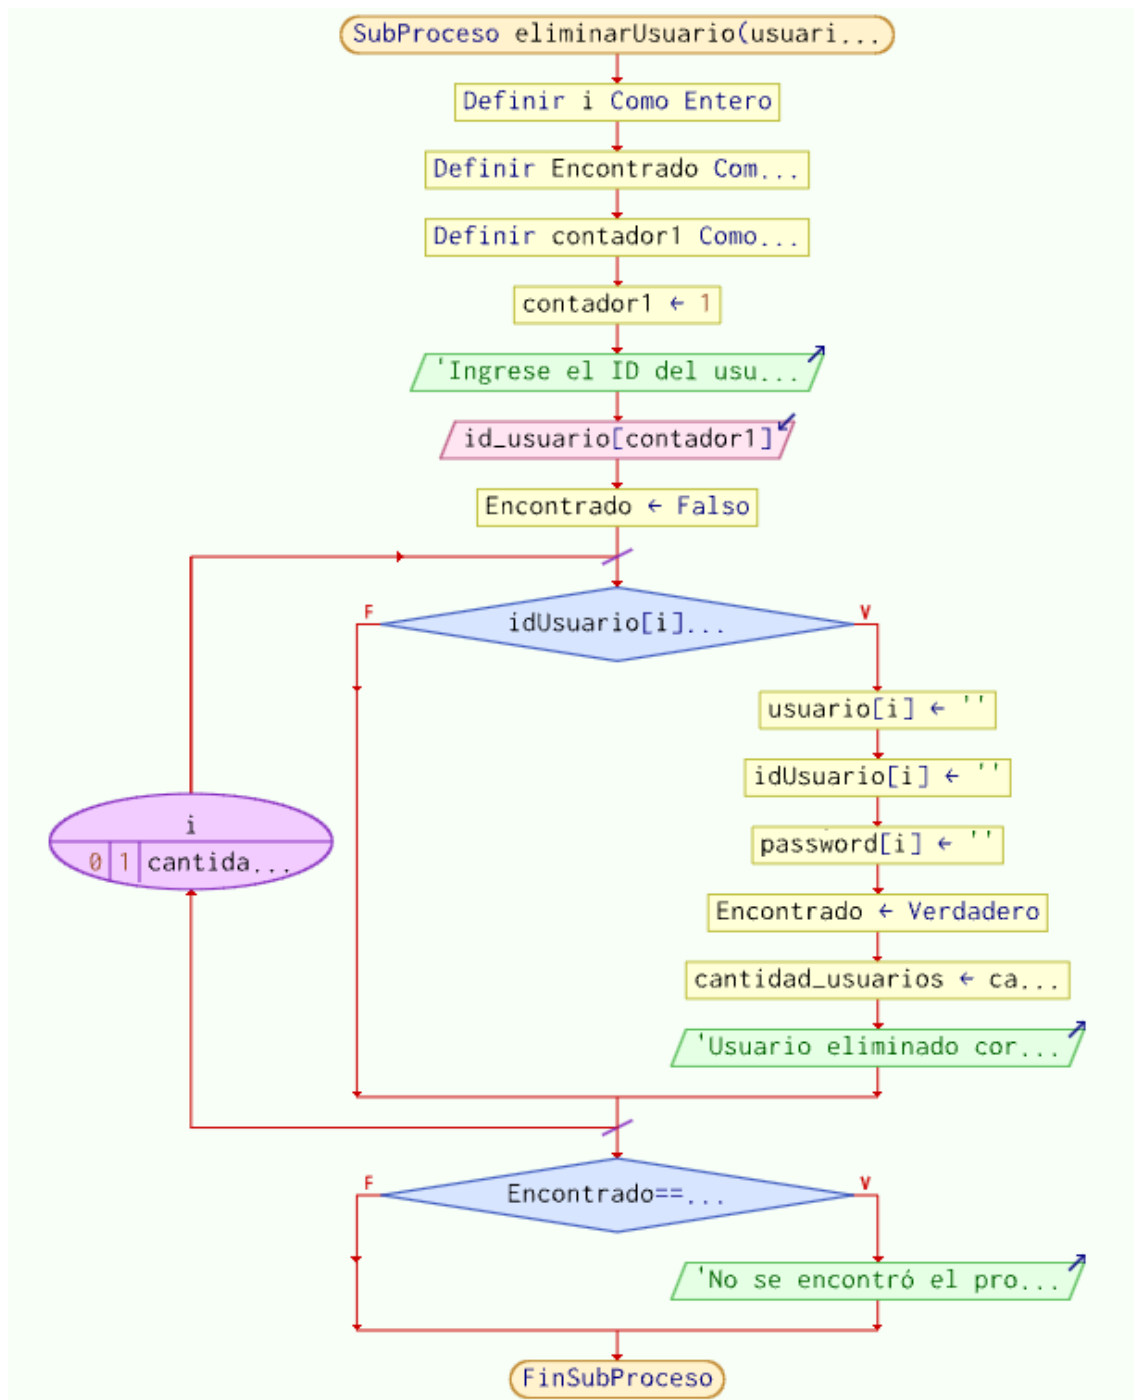 SubProceso eliminarUsuario(usuari...
Definir i Como Entero
Definir Encontrado Com...
Definir contador1 Como...
contador1 ← 1
'Ingrese el ID del usu...
id_usuario[contador1]
Encontrado ← Falso
F
idUsuario[i]...
V
usuario[i] ← ''
idUsuario[i] ← ''
i
0 1 cantida...
password[i] ← ''
Encontrado ← Verdadero
cantidad_usuarios ← ca...
'Usuario eliminado cor...
F
Encontrado==...
V
'No se encontró el pro...
FinSubProceso